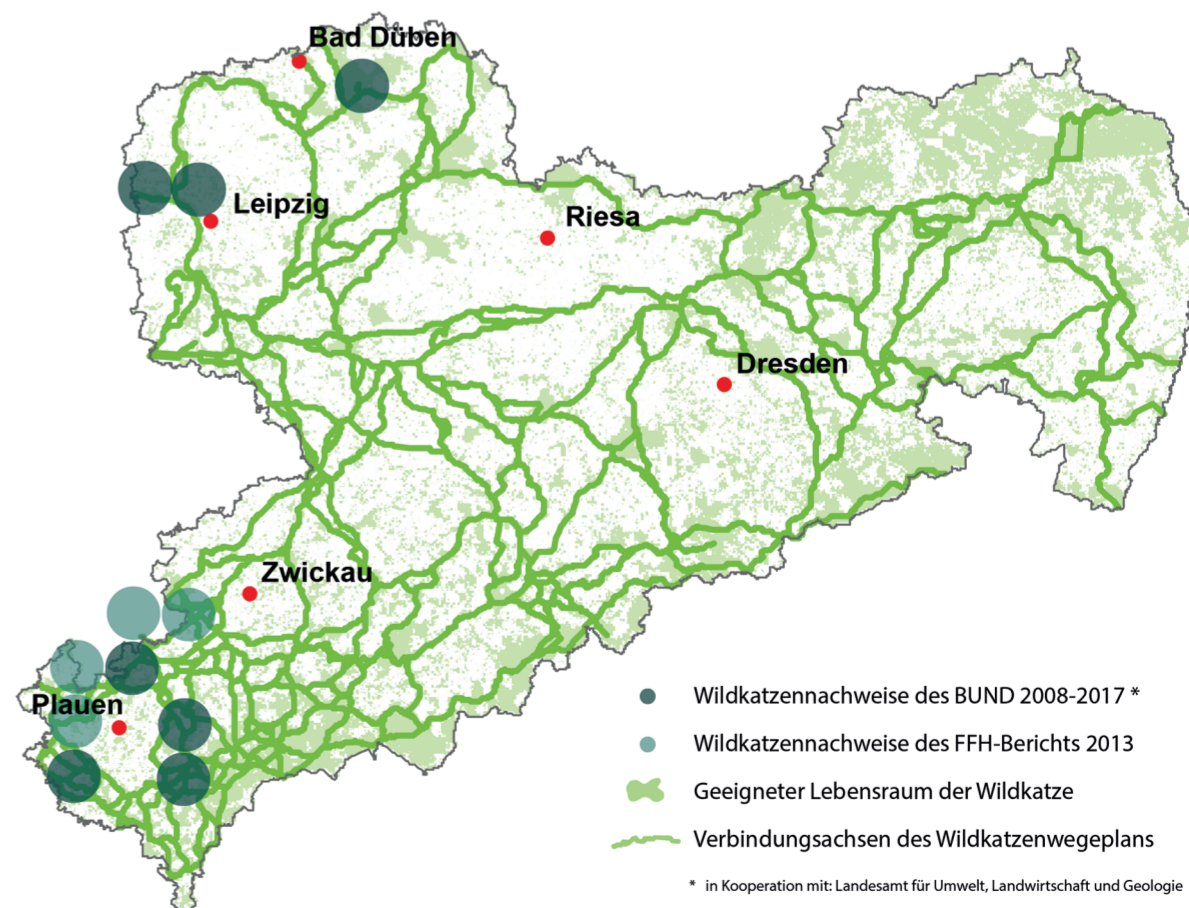 Bad Düben
Leipzig
Riesa
Dresden
Zwickau
Plauen
Wildkatzennachweise des BUND 2008-2017 *
Wildkatzennachweise des FFH-Berichts 2013
Geeigneter Lebensraum der Wildkatze
Verbindungsachsen des Wildkatzenwegeplans
* in Kooperation mit: Landesamt für Umwelt, Landwirtschaft und Geologie